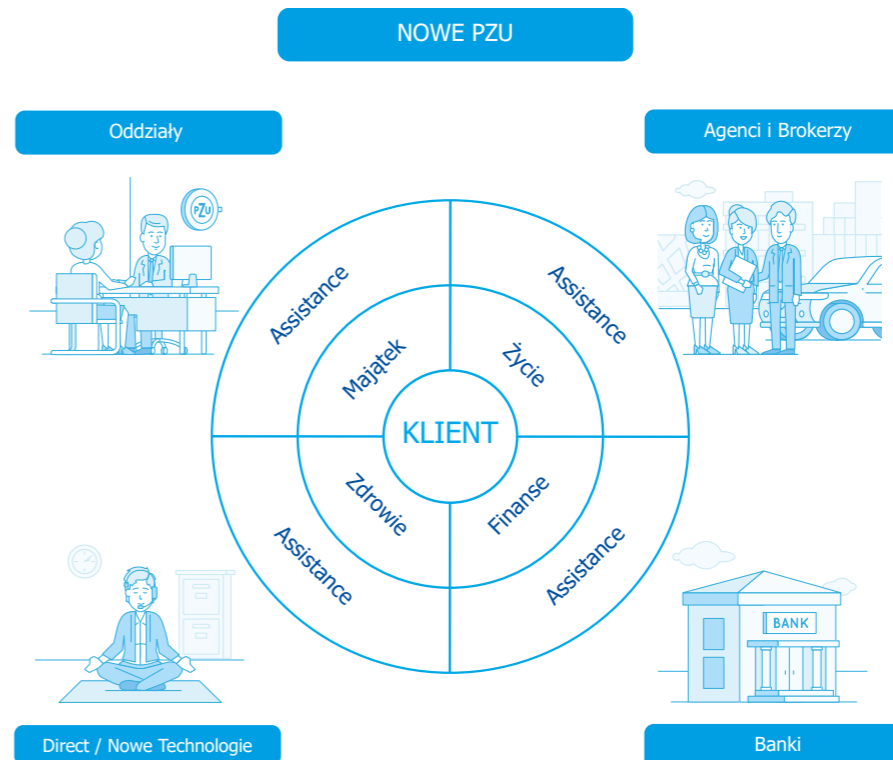 NOWE PZU
Oddziały
Agenci i Brokerzy
PZU
Assistance
Assistance
Majątek
Życie
KLIENT
Zdrowie
Finanse
Assistance
Assistance
BANK
Direct / Nowe Technologie
Banki